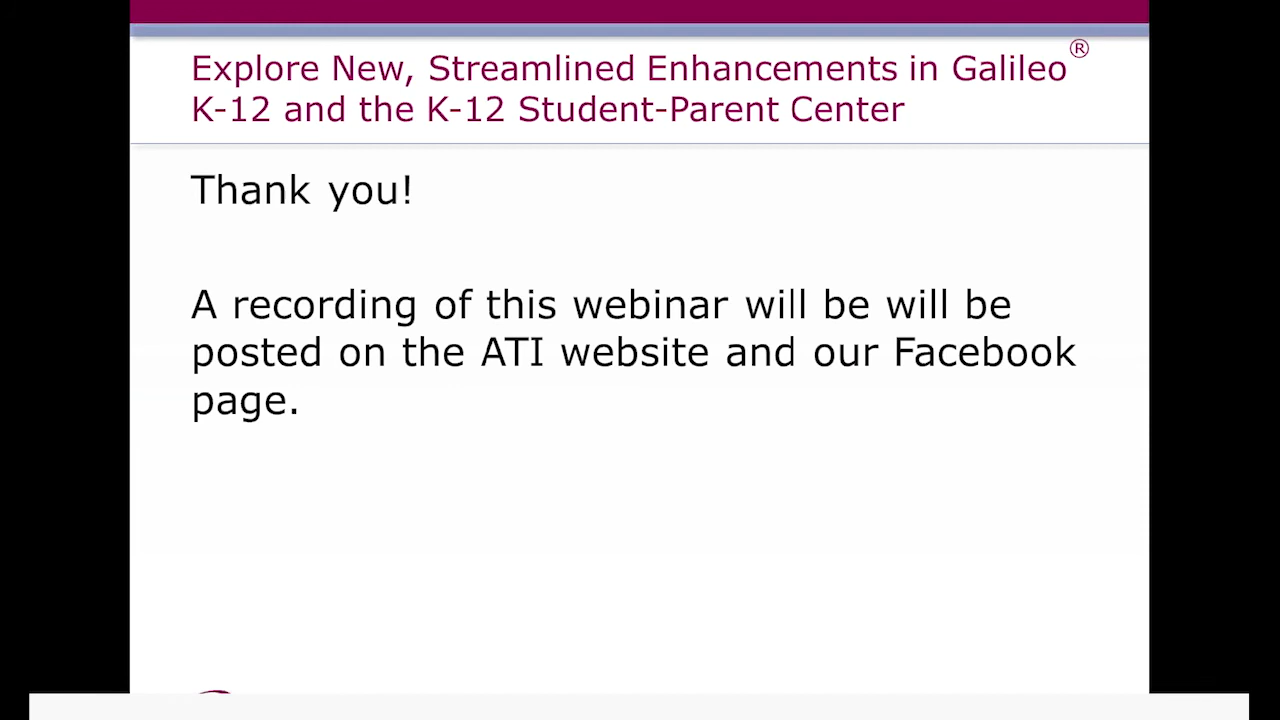 Explore New, Streamlined Enhancements in Galileo®
K-12 and the K-12 Student-Parent Center
Thank you!
A recording of this webinar will be will be
posted on the ATI website and our Facebook
page.